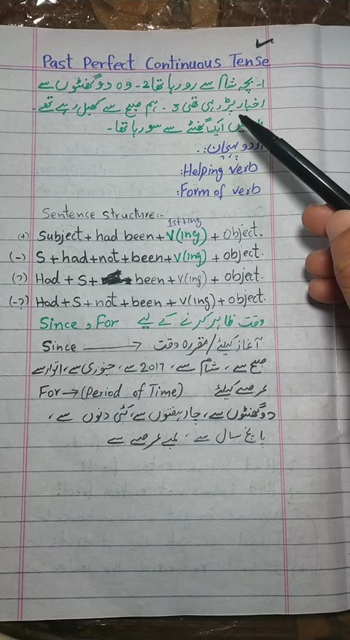 Past Perfect Continuous Tense
1- بچہ شام سے رو رہا تھا۔ 2- وہ دو گھنٹوں سے
اخبار پڑھ رہی تھی۔ 3- ہم صبح سے کھیل رہے تھے۔
ایک گھنٹے سے سو رہا تھا۔
اردو پہچان:
:Helping verb
:Form of verb
Sentence structure:-
1st+ing
(+) Subject + had been + V(ing) + object.
(-) S + had + not + been + V(ing) + object.
(?) Had + S + been + V(ing) + object.
(-?) Had + S + not + been + V(ing) + object.
Since, For وقت ظاہر کرنے کے لیے
Since → آغاز کیلئے/مقررہ وقت
صبح سے، شام سے، 2017 سے، جنوری سے، اتوار سے
For → (Period of Time) عرصے کیلئے
دو گھنٹوں سے، چار ہفتوں سے، کئی دنوں سے،
پانچ سال سے، لمبے عرصے سے